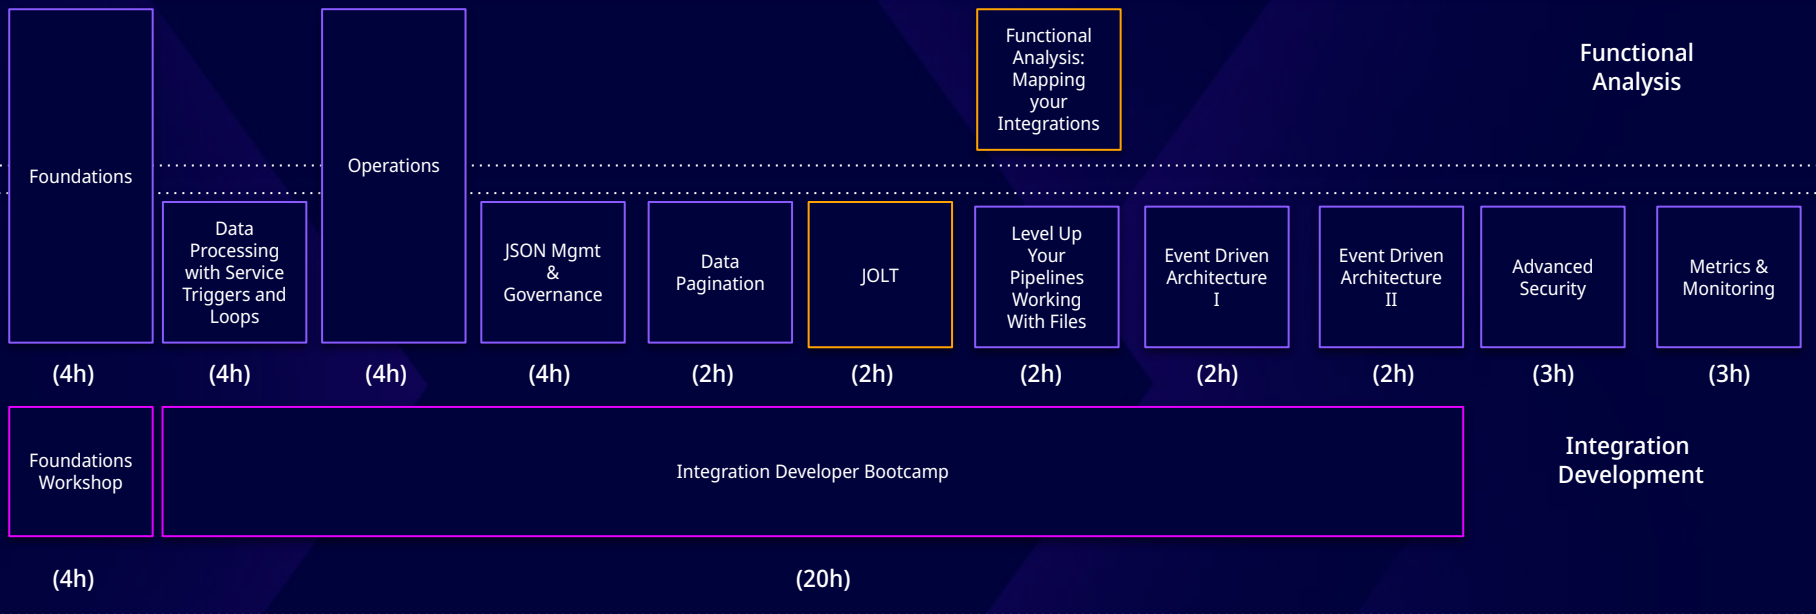 Foundations
Operations
Functional
Analysis:
Mapping
your
Integrations
Functional
Analysis
Data
Processing
with Service
Triggers and
Loops
JSON Mgmt
&
Governance
Data
Pagination
JOLT
Level Up
Your
Pipelines
Working
With Files
Event Driven
Architecture
I
Event Driven
Architecture
II
Advanced
Security
Metrics &
Monitoring
(4h)
(4h)
(4h)
(4h)
(2h)
(2h)
(2h)
(2h)
(2h)
(3h)
(3h)
Foundations
Workshop
Integration Developer Bootcamp
Integration
Development
(4h)
(20h)